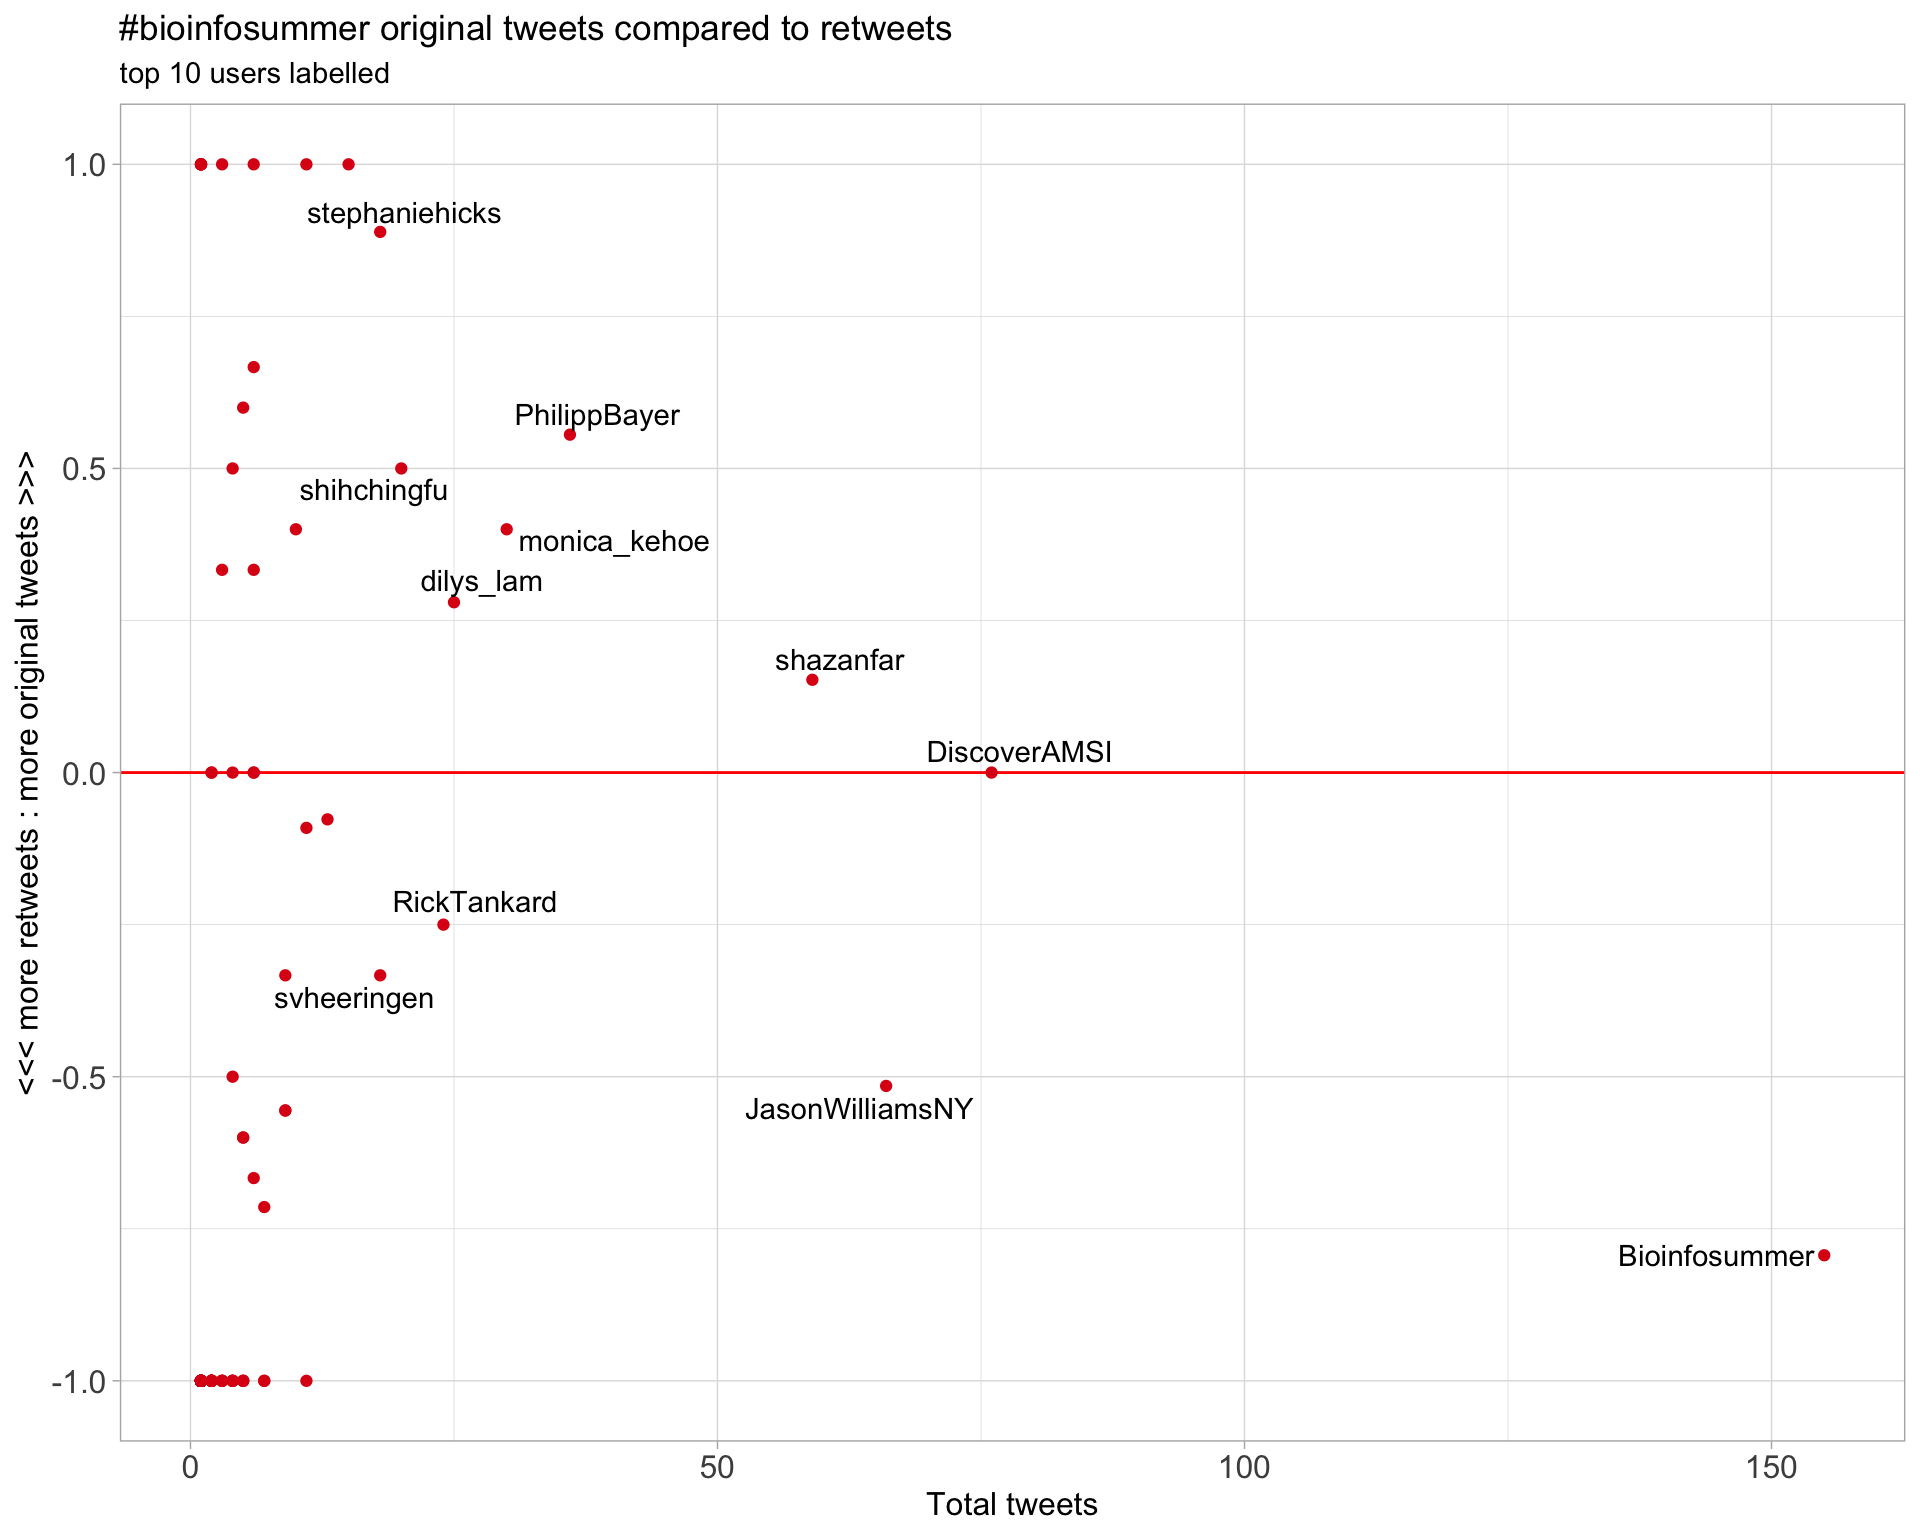 #bioinfosummer original tweets compared to retweets
top 10 users labelled
<<< more retweets : more original tweets >>>
1.0
0.5
0.0
-0.5
-1.0
stephaniehicks
PhilippBayer
shihchingfu
monica_kehoe
dilys_lam
shazanfar
DiscoverAMSI
RickTankard
svheeringen
JasonWilliamsNY
Bioinfosummer
0
50
100
150
Total tweets